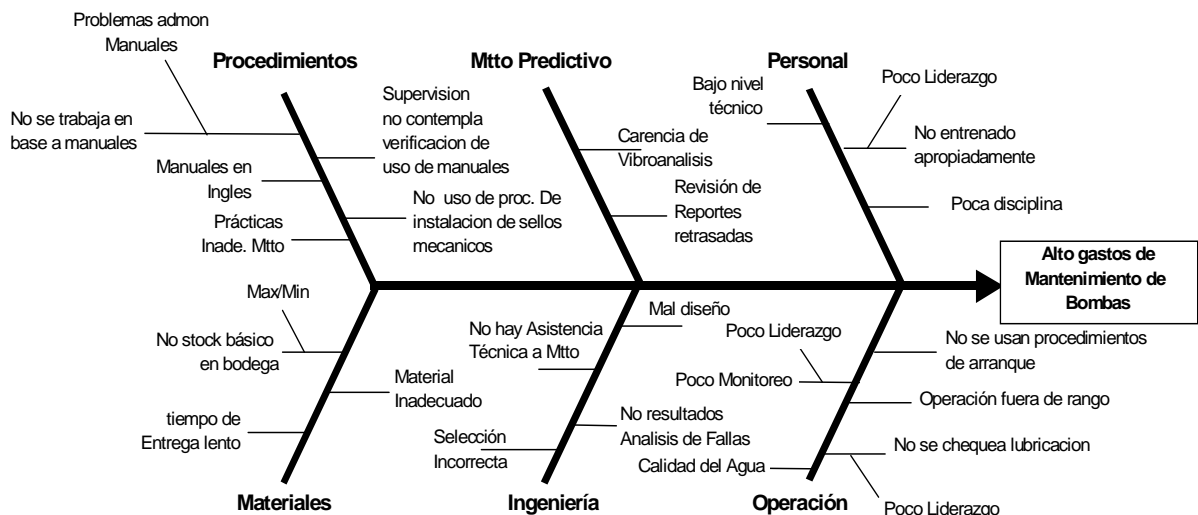 Problemas admon
Manuales
Procedimientos
No se trabaja en
base a manuales
Supervision
no contempla
verificacion de
uso de manuales
Manuales en
Ingles
No uso de proc. De
instalacion de sellos
mecanicos
Prácticas
Inade. Mtto
Mtto Predictivo
Carencia de
Vibroanalisis
Revisión de
Reportes
retrasadas
Personal
Bajo nivel
técnico
Poco Liderazgo
No entrenado
apropiadamente
Poca disciplina
Alto gastos de
Mantenimiento de
Bombas
Max/Min
No stock básico
en bodega
Material
Inadecuado
tiempo de
Entrega lento
Materiales
Mal diseño
No hay Asistencia
Técnica a Mtto
No resultados
Analisis de Fallas
Selección
Incorrecta
Ingeniería
Poco Liderazgo
No se usan procedimientos
de arranque
Poco Monitoreo
Operación fuera de rango
No se chequea lubricacion
Calidad del Agua
Poco Liderazgo
Operación